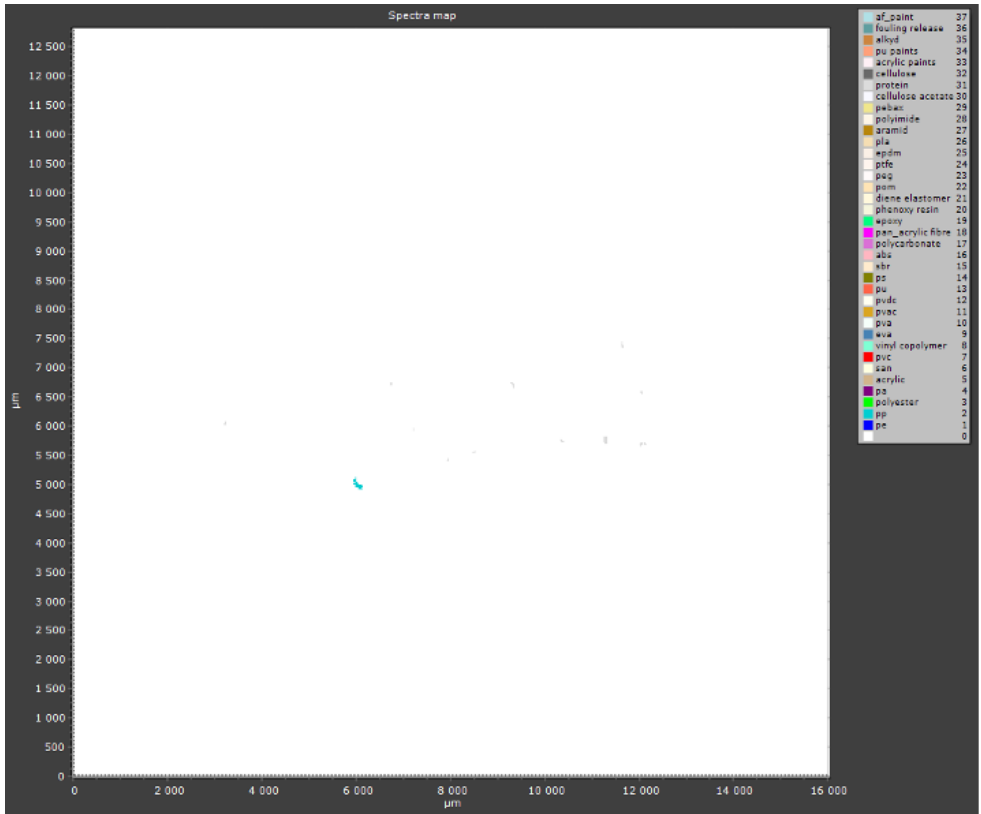 Spectra map
12 500
12 000
11 500
11 000
10 500
10 000
9 500
9 000
8 500
8 000
7 500
7 000
6 500
6 000
5 500
5 000
4 500
4 000
3 500
3 000
2 500
2 000
1 500
1 000
500
0
µm
0 2 000 4 000 6 000 8 000 10 000 12 000 14 000 16 000
µm
af_paint 37
fouling release 36
alkyd 35
pu paints 34
acrylic paints 33
cellulose 32
protein 31
cellulose acetate 30
pebax 29
polyimide 28
aramid 27
pla 26
epdm 25
ptfe 24
peg 23
pom 22
diene elastomer 21
phenoxy resin 20
epoxy 19
pan_acrylic fibre 18
polycarbonate 17
abs 16
sbr 15
ps 14
pu 13
pvdc 12
pvac 11
pva 10
eva 9
vinyl copolymer 8
pvc 7
san 6
acrylic 5
pa 4
polyester 3
pp 2
pe 1
0